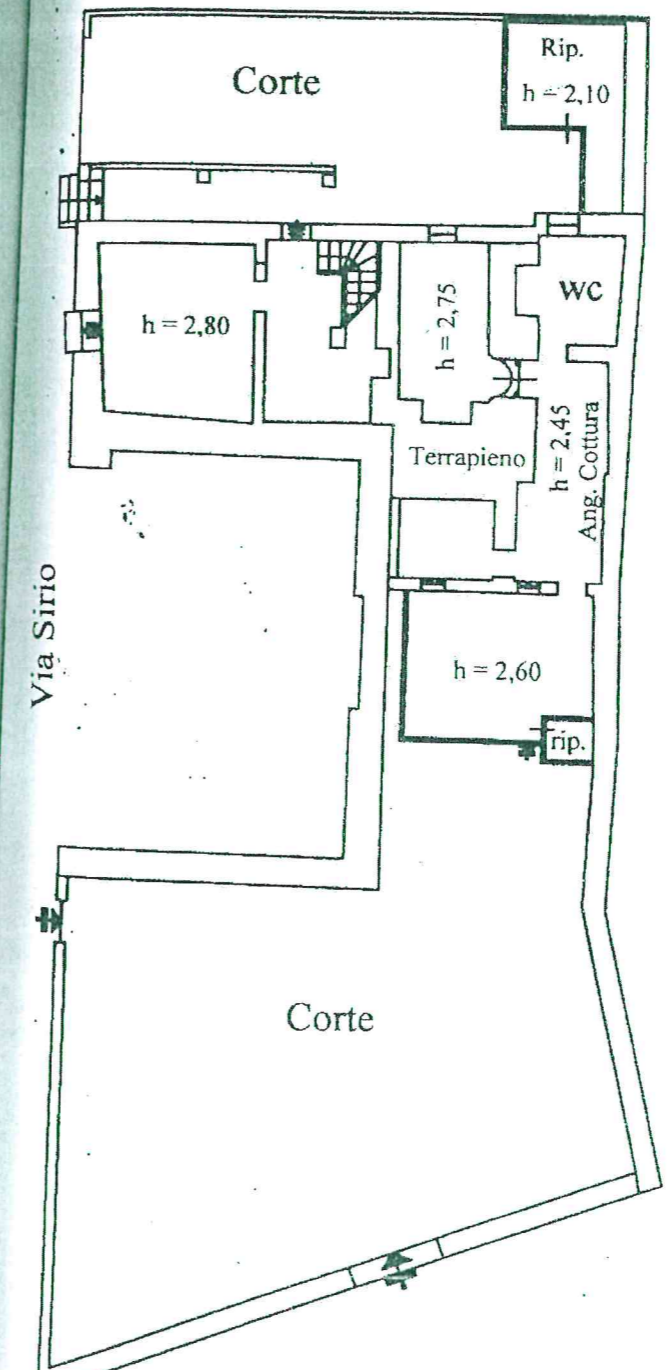 Corte
Rip.
h = 2,10
h = 2,80
h = 2,75
WC
Terrapieno
h = 2,45
Ang. Cottura
Via Sirio
h = 2,60
rip.
Corte